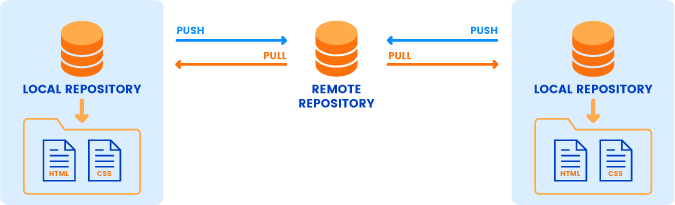 PUSH
PULL
LOCAL REPOSITORY
HTML
CSS
REMOTE
REPOSITORY
PUSH
PULL
LOCAL REPOSITORY
HTML
CSS